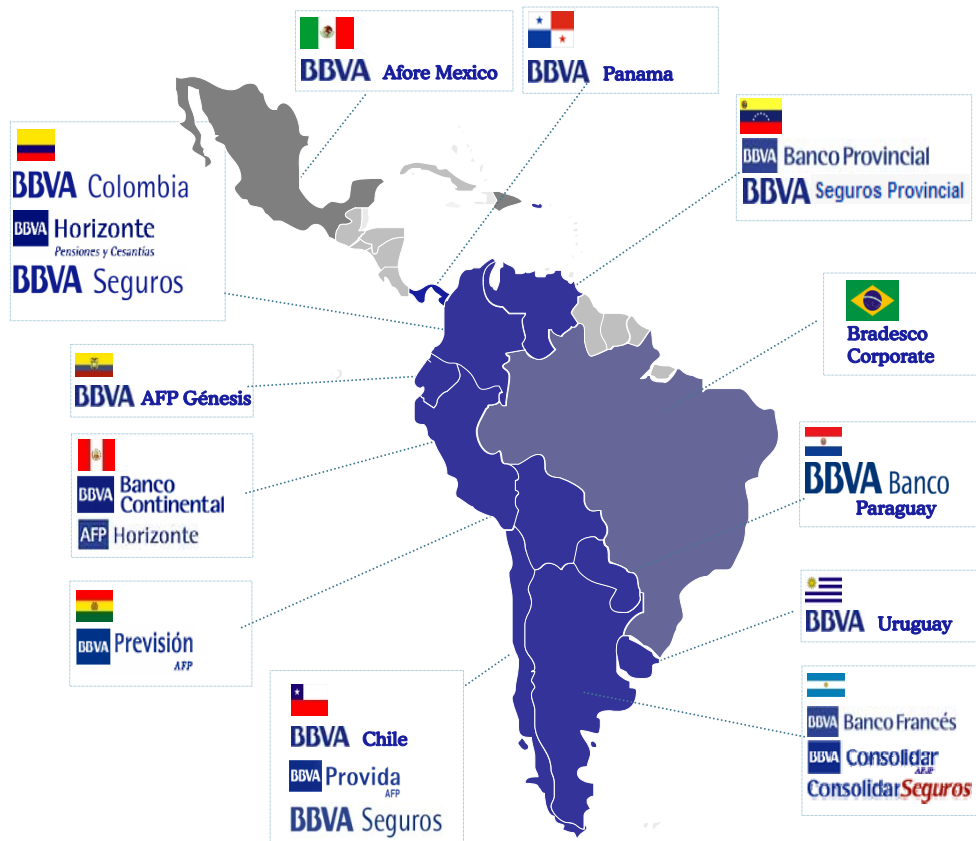 BBVA Afore Mexico
BBVA Panama
BBVA Colombia
BBVA Horizonte
Pensiones y Cesantías
BBVA Seguros
BBVA Banco Provincial
BBVA Seguros Provincial
Bradesco
Corporate
BBVA AFP Génesis
BBVA Banco
Continental
AFP Horizonte
BBVA Banco
Paraguay
BBVA Previsión
AFP
BBVA Uruguay
BBVA Chile
BBVA Provida
AFP
BBVA Seguros
BBVA Banco Francés
BBVA Consolidar
AFJP
Consolidar Seguros